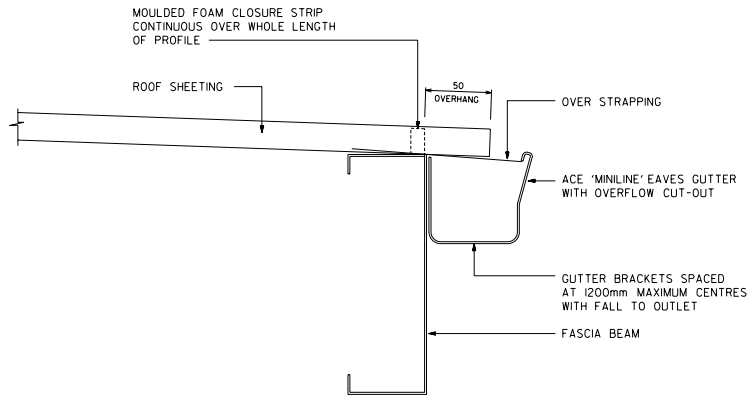 MOULDED FOAM CLOSURE STRIP
CONTINUOUS OVER WHOLE LENGTH
OF PROFILE
ROOF SHEETING
50
OVERHANG
OVER STRAPPING
ACE 'MINILINE' EAVES GUTTER
WITH OVERFLOW CUT-OUT
GUTTER BRACKETS SPACED
AT 1200mm MAXIMUM CENTRES
WITH FALL TO OUTLET
FASCIA BEAM